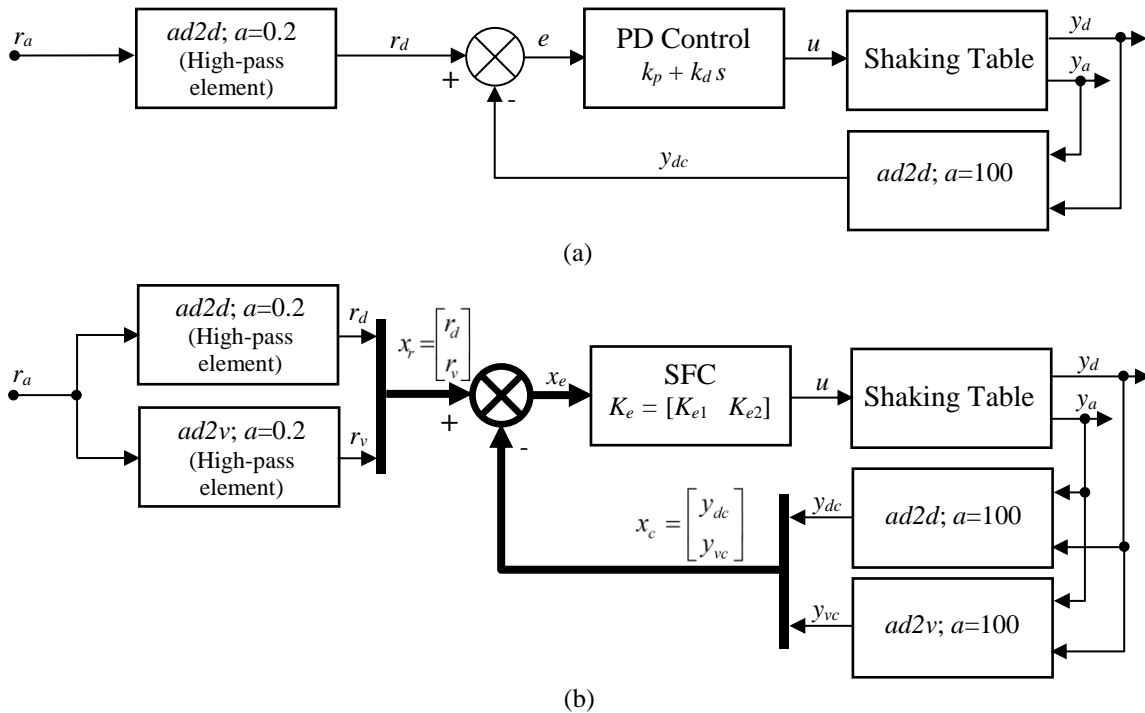 r_a
ad2d; a=0.2
(High-pass
element)
r_d
+
-
e
PD Control
k_p + k_d s
u
Shaking Table
y_d
y_a
y_dc
ad2d; a=100
(a)
r_a
ad2d; a=0.2
(High-pass
element)
r_d
ad2v; a=0.2
(High-pass
element)
r_v
x_r = [r_d
r_v]
+
-
x_e
SFC
K_e = [K_e1 K_e2]
u
Shaking Table
y_d
y_a
x_c = [y_dc
y_vc]
y_dc
ad2d; a=100
y_vc
ad2v; a=100
(b)